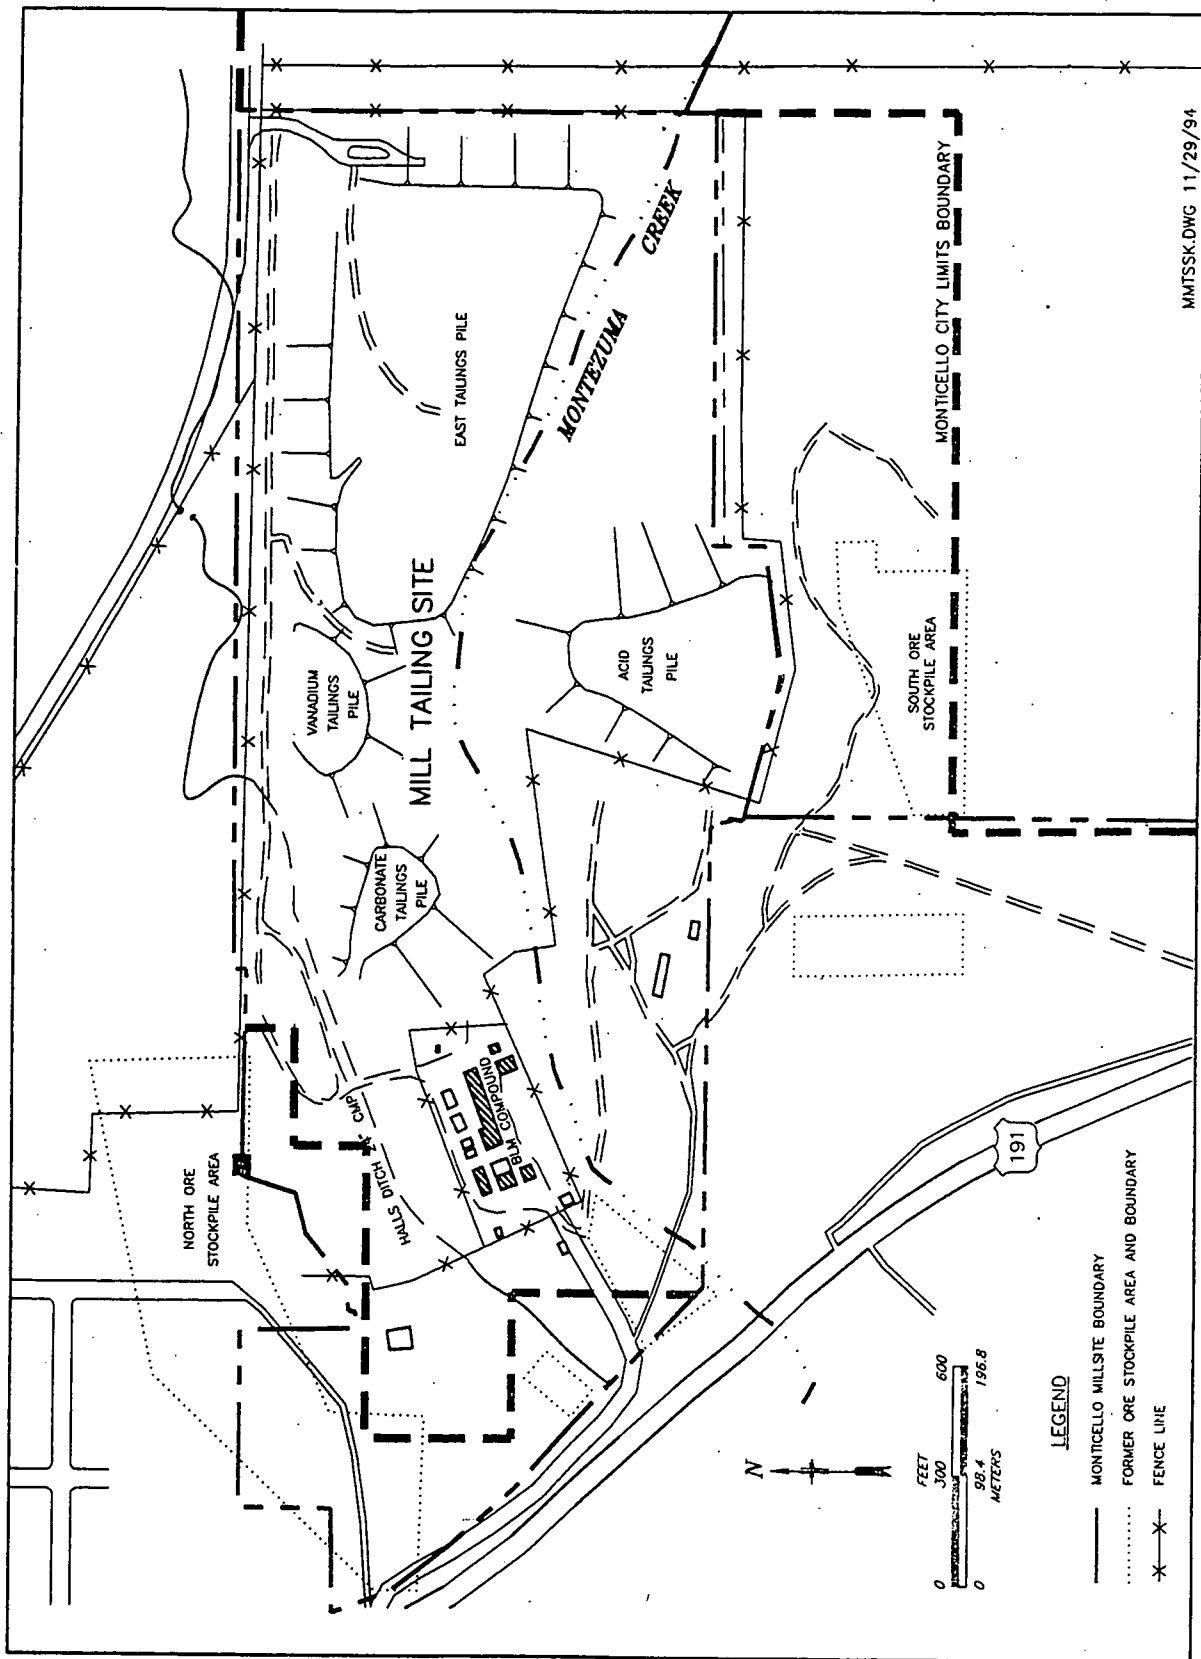 NORTH ORE
STOCKPILE AREA
HALLS DITCH
CMP
BLM COMPOUND
CARBONATE
TAILINGS
PILE
VANADIUM
TAILINGS
PILE
MILL TAILING SITE
EAST TAILINGS PILE
MONTEZUMA
CREEK
ACID
TAILINGS
PILE
SOUTH ORE
STOCKPILE AREA
MONTICELLO CITY LIMITS BOUNDARY
191
N
FEET
0 300 600
0 98.4 196.8
METERS
LEGEND
MONTICELLO MILLSITE BOUNDARY
FORMER ORE STOCKPILE AREA AND BOUNDARY
FENCE LINE
MMTSSK.DWG 11/29/94